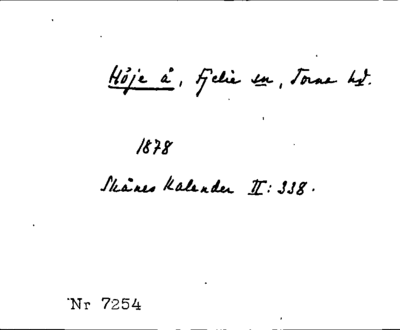 Höje å, Fjelie sn, Torna hd.
1878
Skånes Kalender II: 338.
Nr 7254